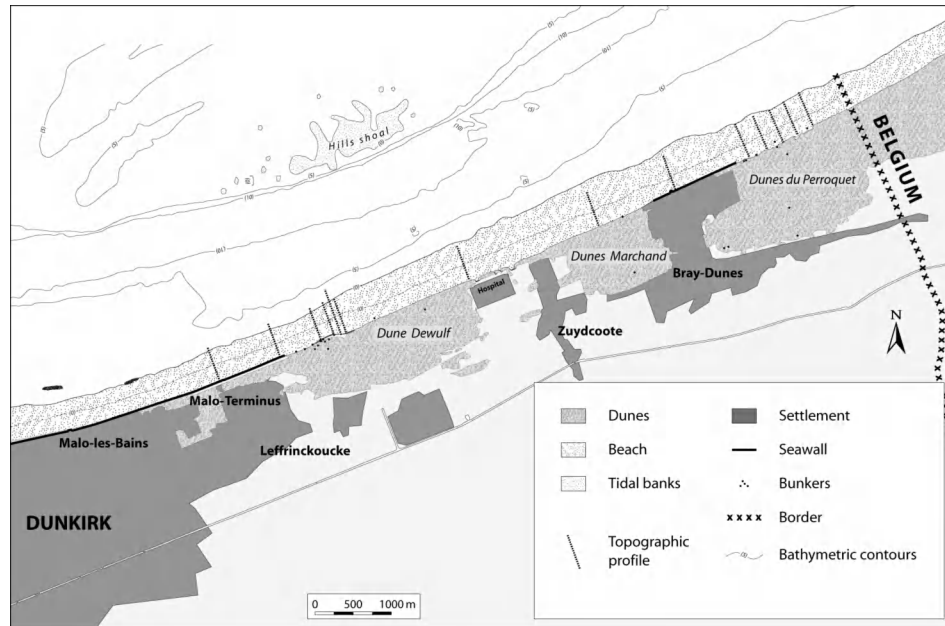 Hills shoal
BELGIUM
Dunes du Perroquet
Dunes Marchand
Bray-Dunes
Hospital
Zuydcoote
Dune Dewulf
Malo-Terminus
Malo-les-Bains
Leffrinckoucke
DUNKIRK
0 500 1000 m
N
Dunes
Beach
Tidal banks
Topographic
profile
Settlement
Seawall
Bunkers
Border
Bathymetric contours